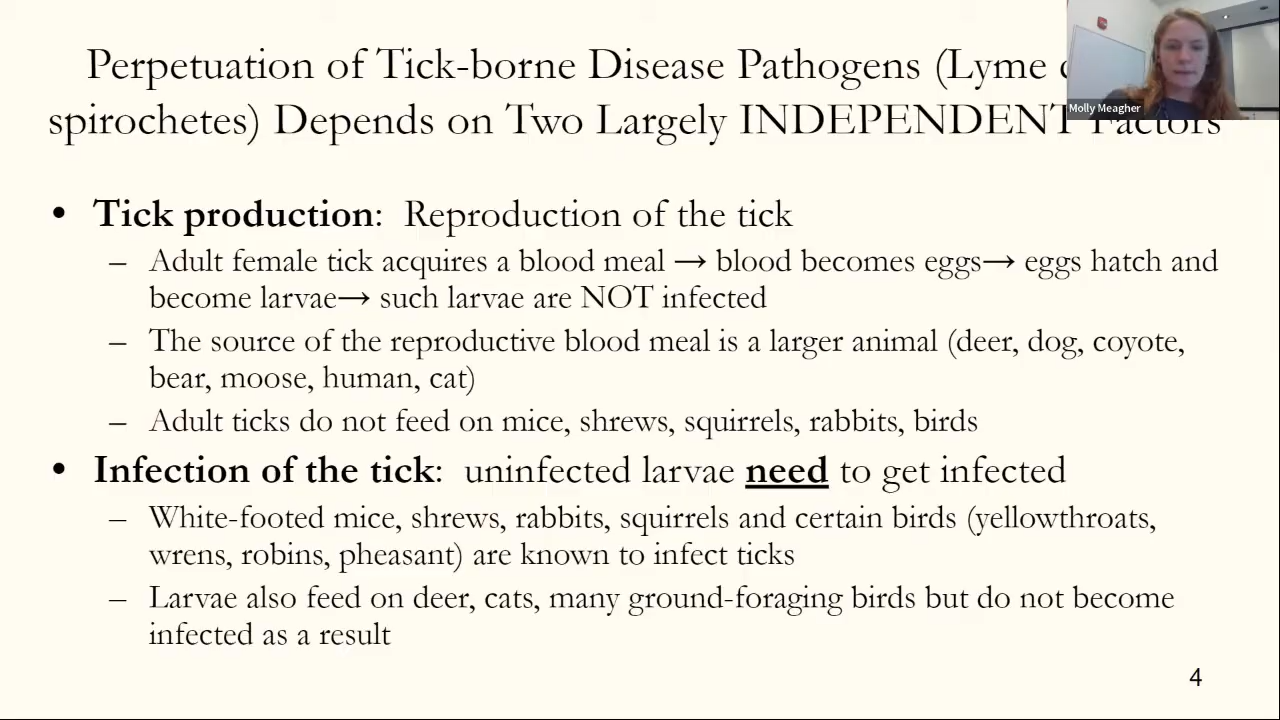 Perpetuation of Tick-borne Disease Pathogens (Lyme
spirochetes) Depends on Two Largely INDEPENDENT Factors
Molly Meagher
• Tick production: Reproduction of the tick
– Adult female tick acquires a blood meal → blood becomes eggs→ eggs hatch and
become larvae→ such larvae are NOT infected
– The source of the reproductive blood meal is a larger animal (deer, dog, coyote,
bear, moose, human, cat)
– Adult ticks do not feed on mice, shrews, squirrels, rabbits, birds
• Infection of the tick: uninfected larvae need to get infected
– White-footed mice, shrews, rabbits, squirrels and certain birds (yellowthroats,
wrens, robins, pheasant) are known to infect ticks
– Larvae also feed on deer, cats, many ground-foraging birds but do not become
infected as a result
4